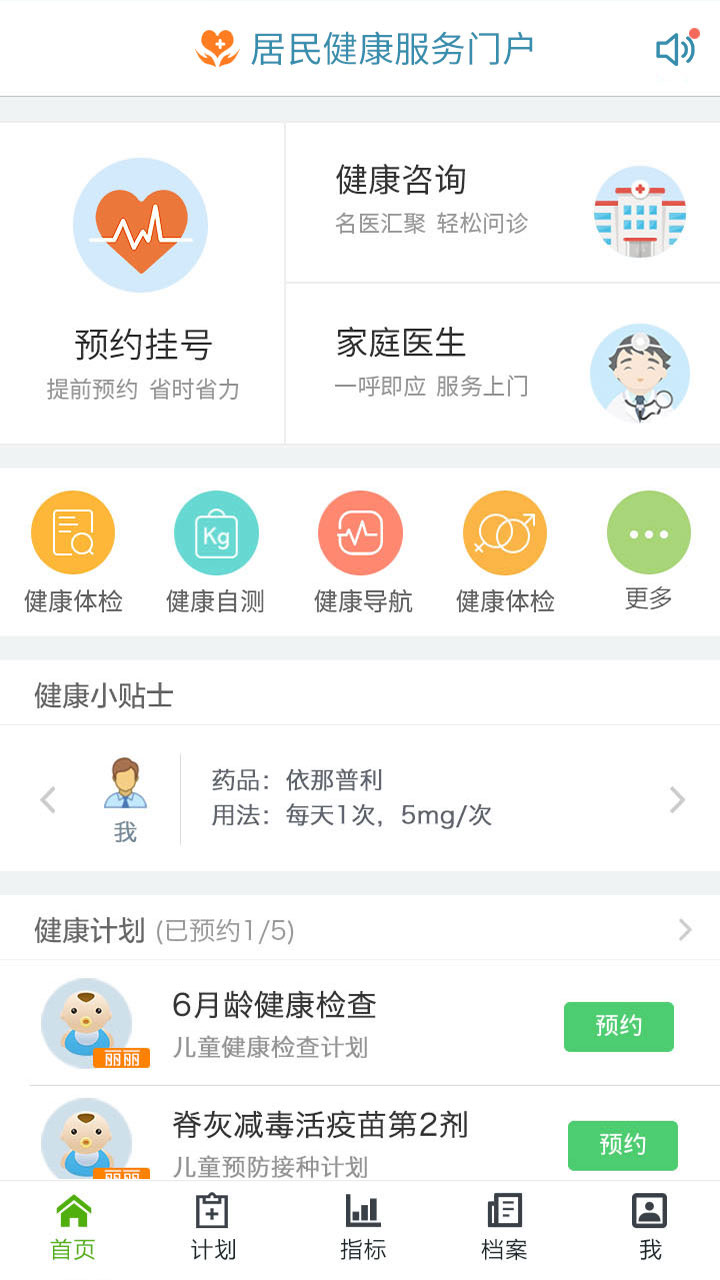 居民健康服务门户
预约挂号
提前预约 省时省力
健康咨询
名医汇聚 轻松问诊
家庭医生
一呼即应 服务上门
Kg
健康体检
健康自测
健康导航
健康体检
更多
健康小贴士
我
药品：依那普利
用法：每天1次，5mg/次
健康计划 (已预约1/5)
丽丽
6月龄健康检查
儿童健康检查计划
预约
丽丽
脊灰减毒活疫苗第2剂
儿童预防接种计划
预约
首页
计划
指标
档案
我